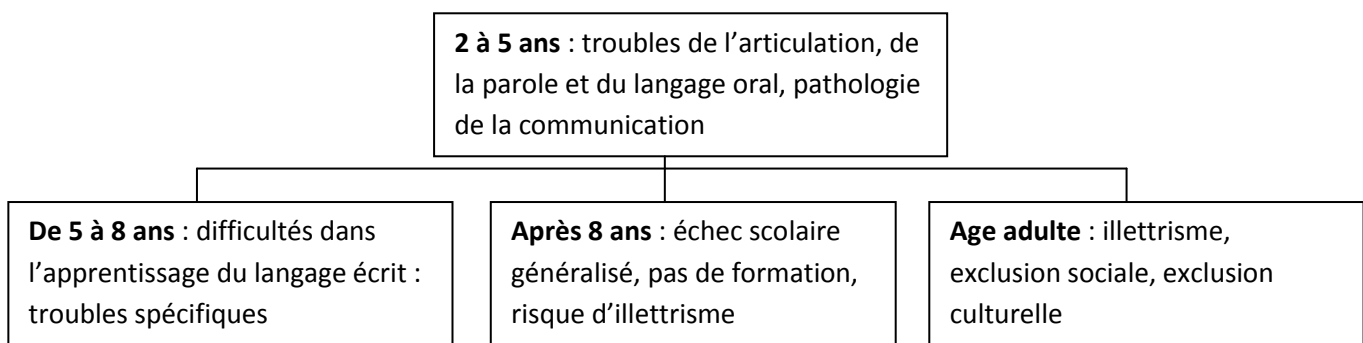 2 à 5 ans : troubles de l’articulation, de
la parole et du langage oral, pathologie
de la communication
De 5 à 8 ans : difficultés dans
l’apprentissage du langage écrit :
troubles spécifiques
Après 8 ans : échec scolaire
généralisé, pas de formation,
risque d’illettrisme
Age adulte : illettrisme,
exclusion sociale, exclusion
culturelle